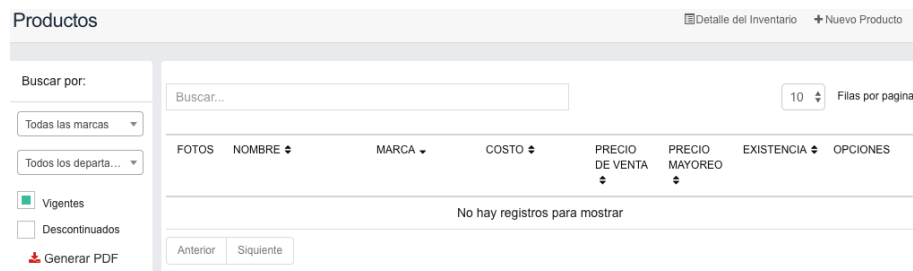 Productos
Detalle del Inventario
Nuevo Producto
Buscar por:
Todas las marcas
Todos los departa...
Vigentes
Descontinuados
Generar PDF
Buscar...
10
Filas por pagina
FOTOS
NOMBRE
MARCA
COSTO
PRECIO
DE VENTA
PRECIO
MAYOREO
EXISTENCIA
OPCIONES
No hay registros para mostrar
Anterior
Siquiente